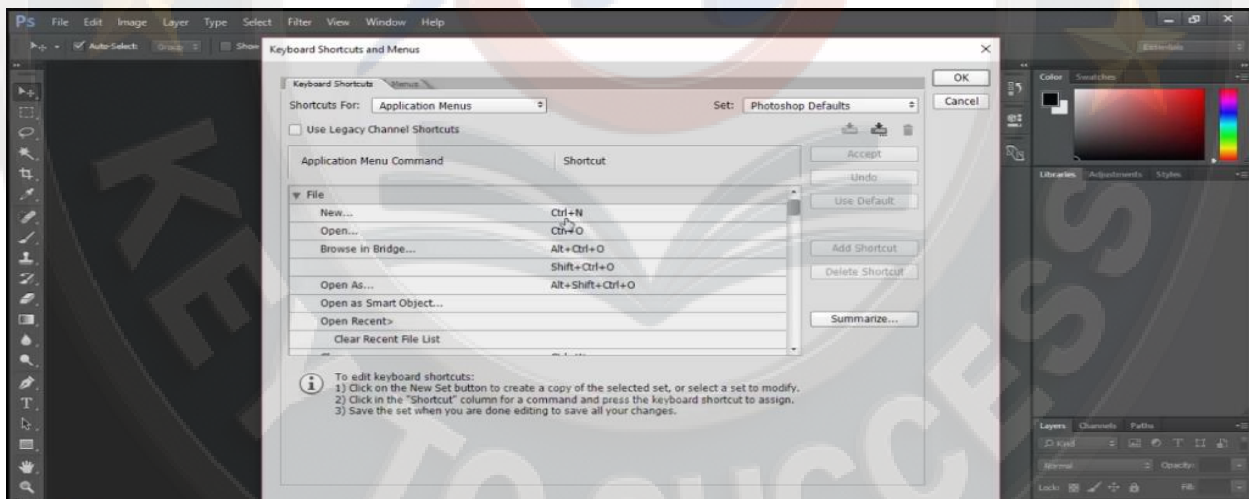 Ps File Edit Image Layer Type Select Filter View Window Help
Auto-Select: Group Show Essentials
Keyboard Shortcuts and Menus
Keyboard Shortcuts Menus
OK
Shortcuts For: Application Menus Set: Photoshop Defaults
Cancel
Use Legacy Channel Shortcuts
Application Menu Command Shortcut
Accept
Undo
Use Default
File
New... Ctrl+N
Open... Ctrl+O
Browse in Bridge... Alt+Ctrl+O
Shift+Ctrl+O
Open As... Alt+Shift+Ctrl+O
Open as Smart Object...
Open Recent>
Clear Recent File List
Add Shortcut
Delete Shortcut
Summarize...
To edit keyboard shortcuts:
1) Click on the New Set button to create a copy of the selected set, or select a set to modify.
2) Click in the "Shortcut" column for a command and press the keyboard shortcut to assign.
3) Save the set when you are done editing to save all your changes.
Color Swatches
Libraries Adjustments Styles
Layers Channels Paths
Kind
Normal Opacity:
Lock: Fill:
KEY TO SUCCESS